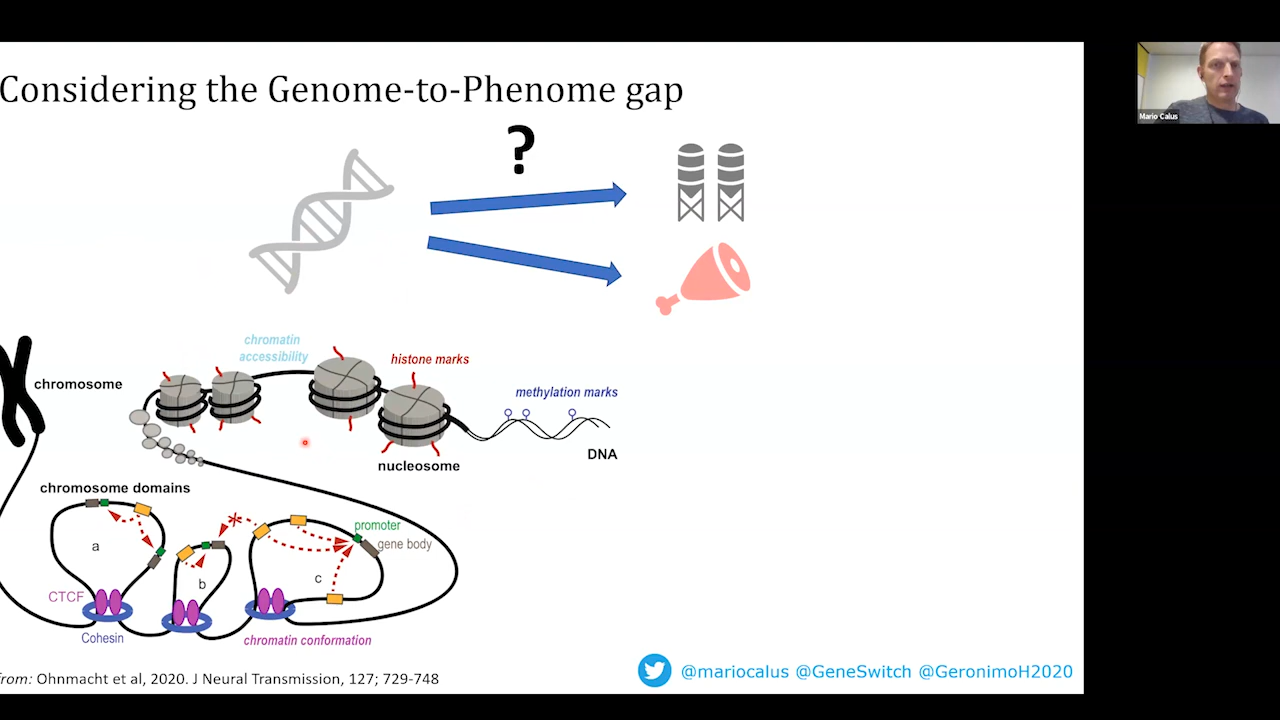 Considering the Genome-to-Phenome gap
?
Mario Calus
chromatin
accessibility
histone marks
methylation marks
chromosome
DNA
nucleosome
chromosome domains
promoter
gene body
a
b
c
CTCF
Cohesin
chromatin conformation
from: Ohnmacht et al, 2020. J Neural Transmission, 127; 729-748
@mariocalus @GeneSwitch @GeronimoH2020